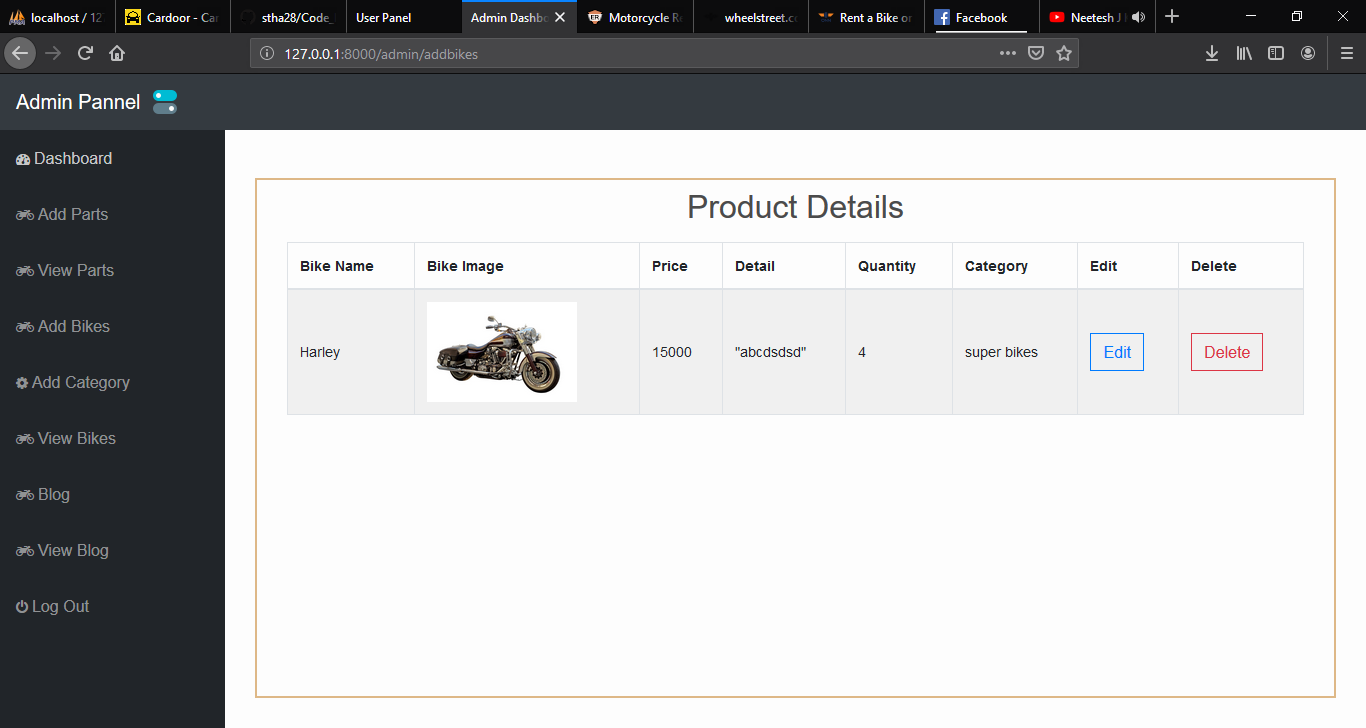 localhost / 12
Cardoor - Car
stha28/Code_
User Panel
Admin Dashbo
Motorcycle Re
wheelstreet.co
Rent a Bike or
Facebook
Neetesh J
127.0.0.1:8000/admin/addbikes
Admin Pannel
Dashboard
Add Parts
View Parts
Add Bikes
Add Category
View Bikes
Blog
View Blog
Log Out
Product Details
Bike Name Bike Image Price Detail Quantity Category Edit Delete
Harley 15000 "abcdsdsd" 4 super bikes Edit Delete